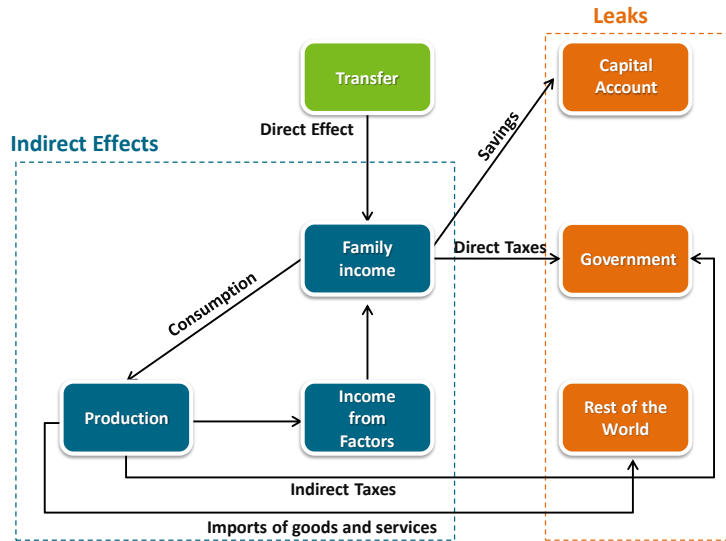 Leaks
Transfer
Capital
Account
Direct Effect
Savings
Indirect Effects
Family
income
Direct Taxes
Government
Consumption
Production
Income
from
Factors
Rest of the
World
Indirect Taxes
Imports of goods and services